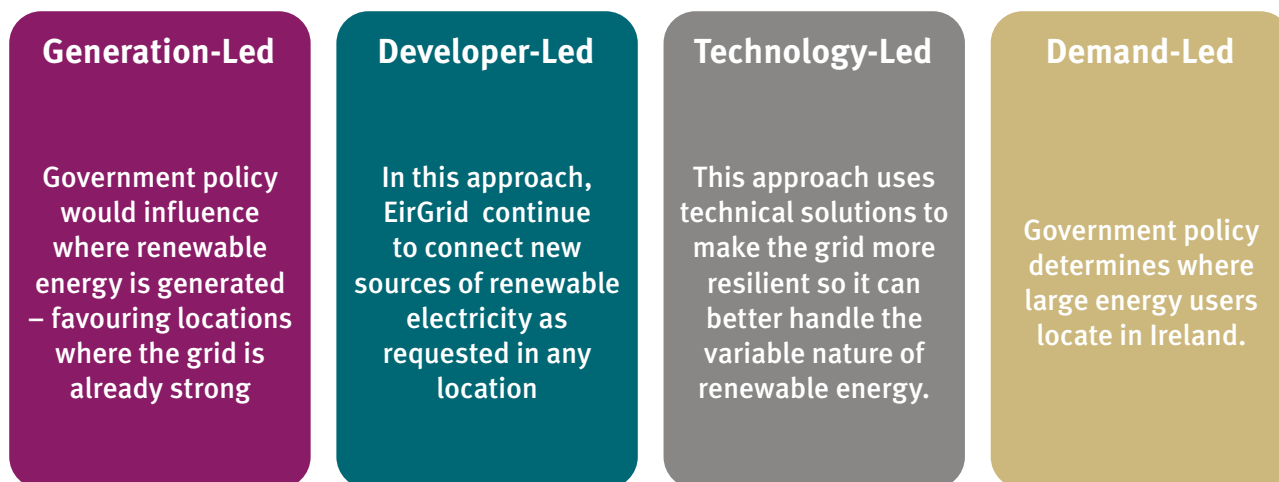 Generation-Led
Government policy
would influence
where renewable
energy is generated
– favouring locations
where the grid is
already strong
Developer-Led
In this approach,
EirGrid continue
to connect new
sources of renewable
electricity as
requested in any
location
Technology-Led
This approach uses
technical solutions to
make the grid more
resilient so it can
better handle the
variable nature of
renewable energy.
Demand-Led
Government policy
determines where
large energy users
locate in Ireland.